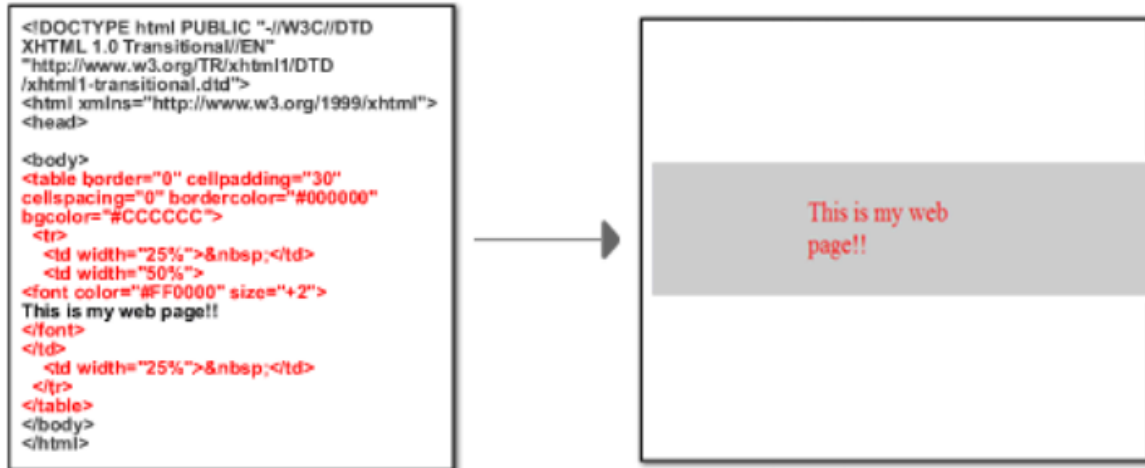 <!DOCTYPE html PUBLIC "-//W3C//DTD
XHTML 1.0 Transitional//EN"
"http://www.w3.org/TR/xhtml1/DTD
/xhtml1-transitional.dtd">
<html xmlns="http://www.w3.org/1999/xhtml">
<head>
<body>
<table border="0" cellpadding="30"
cellspacing="0" bordercolor="#000000"
bgcolor="#CCCCCC">
<tr>
<td width="25%">&nbsp;</td>
<td width="50%">
<font color="#FF0000" size="+2">
This is my web page!!
</font>
</td>
<td width="25%">&nbsp;</td>
</tr>
</table>
</body>
</html>
This is my web
page!!